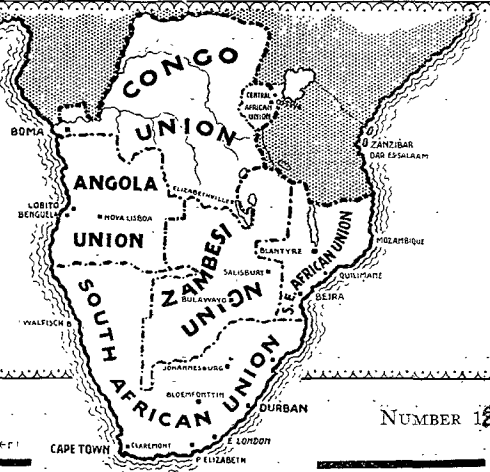 CONGO
UNION
CENTRAL
AFRICAN
UNION
BOMA
ZANZIBAR
DAR ES SALAAM
ANGOLA
UNION
ELIZABETHVILLE
LOBITO
BENGUELA
NOVA LISBOA
ZAMBESI
UNION
BLANTYRE
SALISBURY
BULAWAYO
S.E. AFRICAN UNION
MOZAMBIQUE
QUILIMANE
BEIRA
WALFISCH B
SOUTH AFRICAN UNION
JOHANNESBURG
BLOEMFONTTIN
DURBAN
NUMBER
CAPE TOWN
CLAREMONT
E LONDON
P ELIZABETH